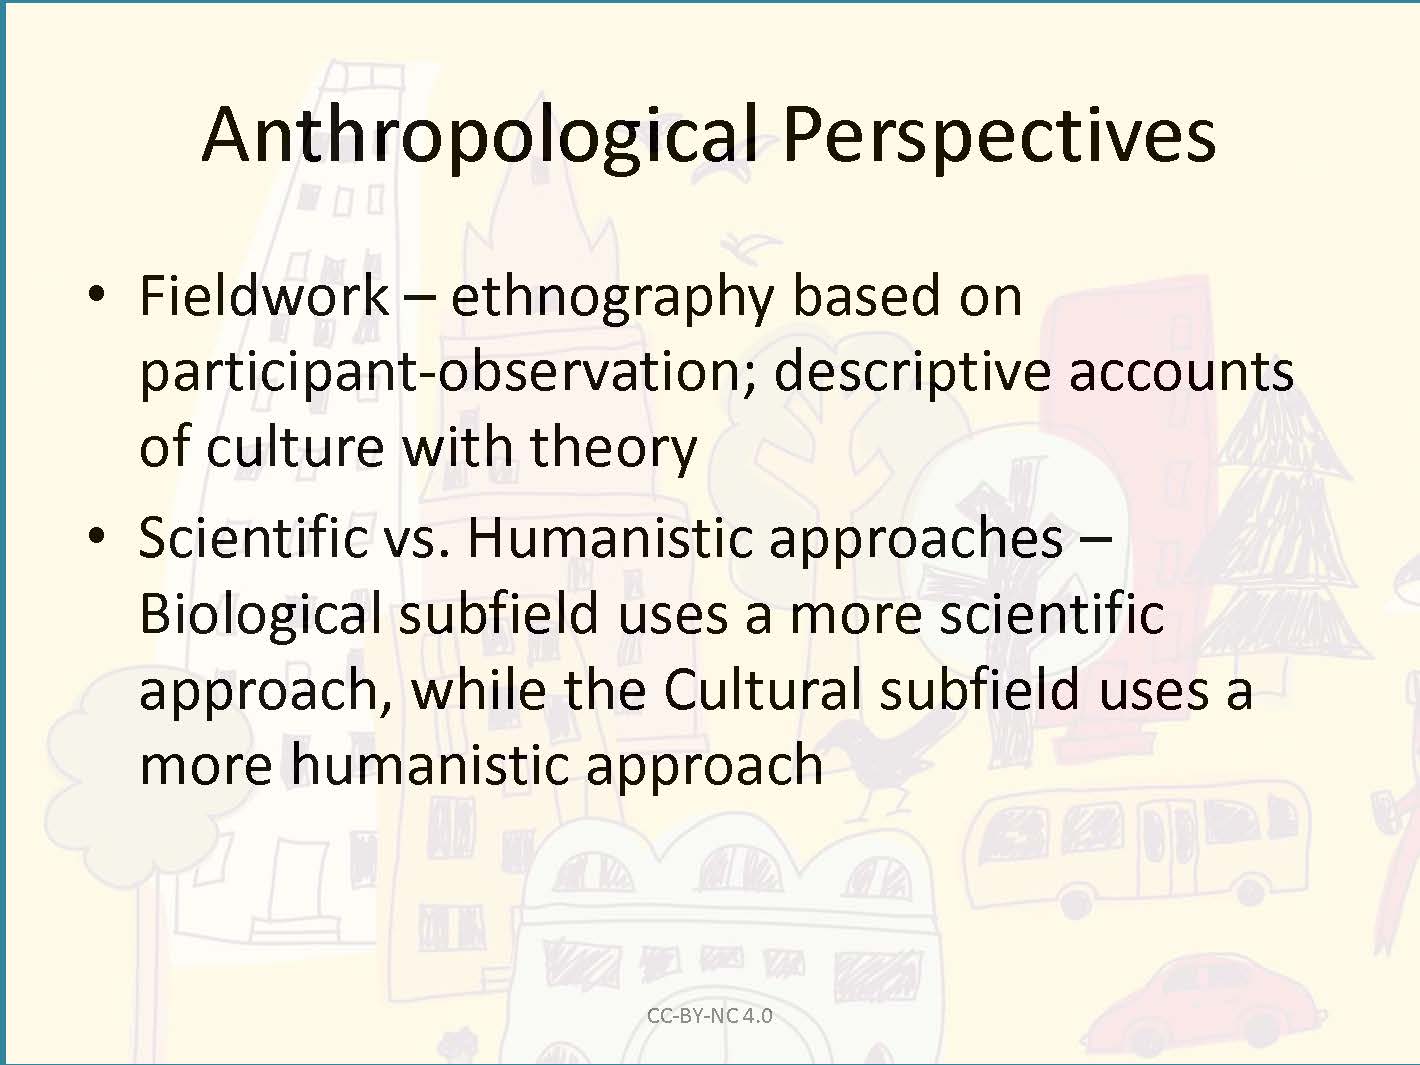 Anthropological Perspectives
• Fieldwork – ethnography based on
participant-observation; descriptive accounts
of culture with theory
• Scientific vs. Humanistic approaches –
Biological subfield uses a more scientific
approach, while the Cultural subfield uses a
more humanistic approach
CC-BY-NC 4.0